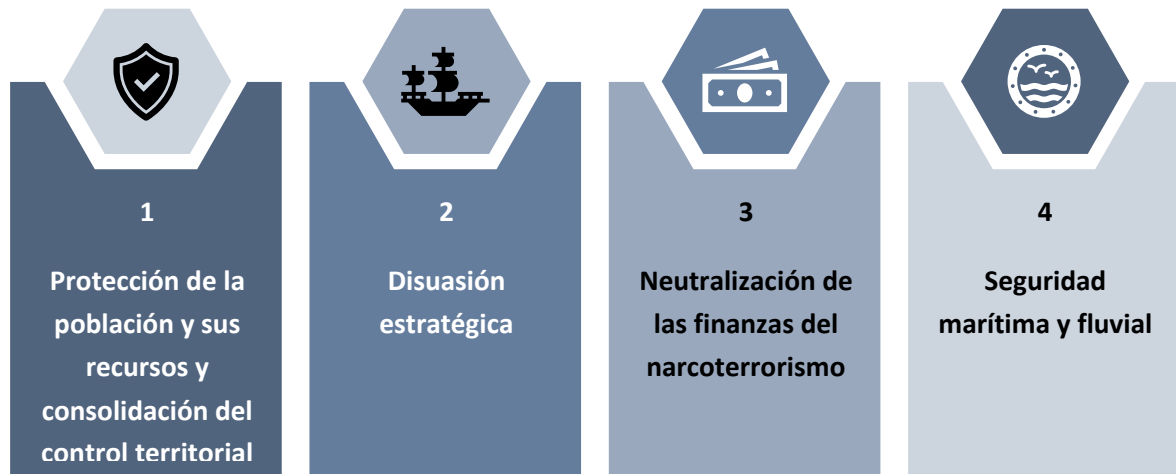 1
Protección de la
población y sus
recursos y
consolidación del
control territorial
2
Disuasión
estratégica
3
Neutralización de
las finanzas del
narcoterrorismo
4
Seguridad
marítima y fluvial